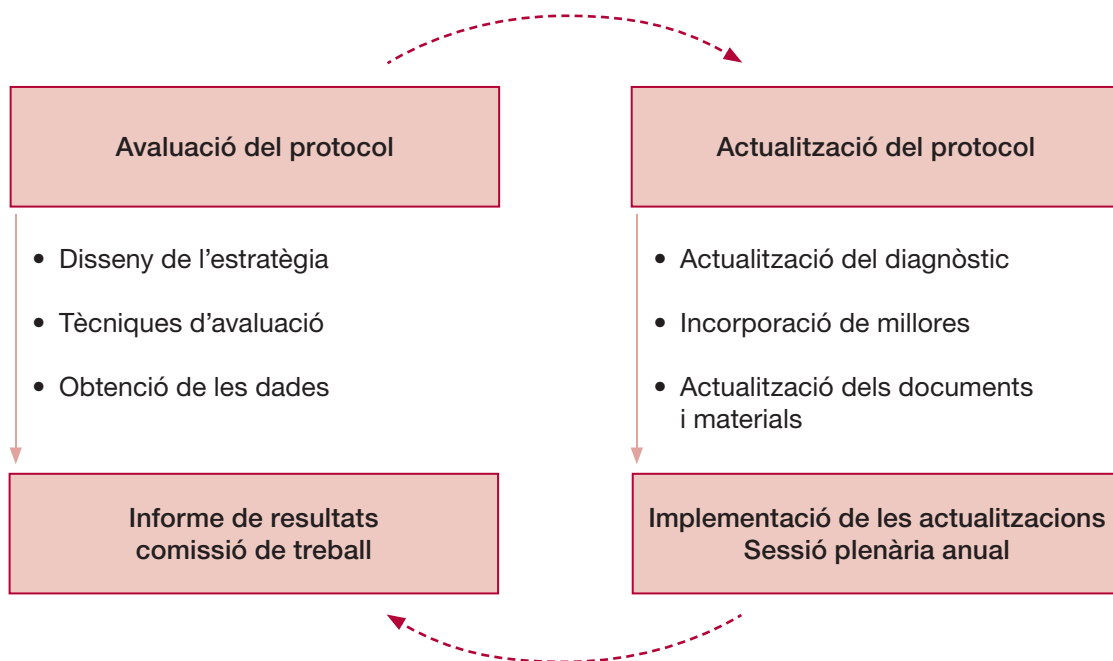 Avaluació del protocol
• Disseny de l’estratègia
• Tècniques d’avaluació
• Obtenció de les dades
Informe de resultats
comissió de treball
Actualització del protocol
• Actualització del diagnòstic
• Incorporació de millores
• Actualització dels documents
i materials
Implementació de les actualitzacions
Sessió plenària anual